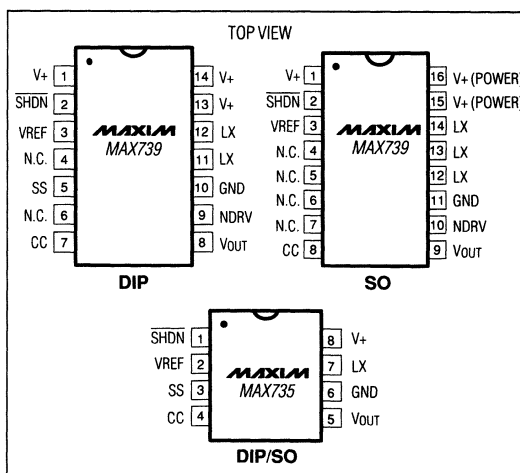 TOP VIEW
V+ 1 14 V+
SHDN 2 13 V+
VREF 3 12 LX
N.C. 4 11 LX
SS 5 10 GND
N.C. 6 9 NDRV
CC 7 8 VOUT
MAXIM
MAX739
DIP
V+ 1 16 V+ (POWER)
SHDN 2 15 V+ (POWER)
VREF 3 14 LX
N.C. 4 13 LX
N.C. 5 12 LX
N.C. 6 11 GND
N.C. 7 10 NDRV
CC 8 9 VOUT
MAXIM
MAX739
SO
SHDN 1 8 V+
VREF 2 7 LX
SS 3 6 GND
CC 4 5 VOUT
MAXIM
MAX735
DIP/SO